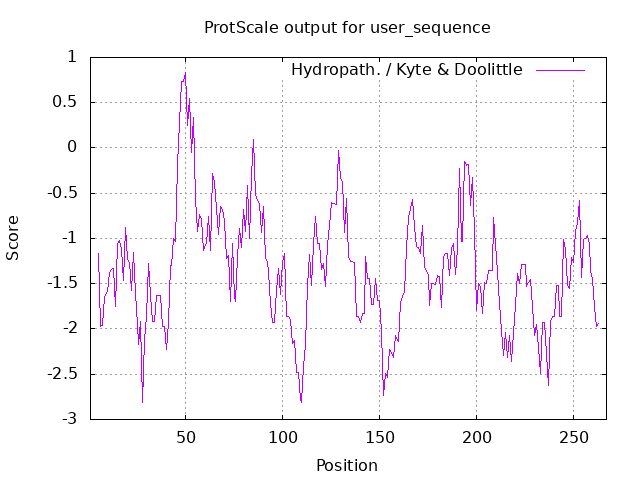 ProtScale output for user_sequence
Hydropath. / Kyte & Doolittle
1
0.5
0
-0.5
-1
-1.5
-2
-2.5
-3
Score
50 100 150 200 250
Position